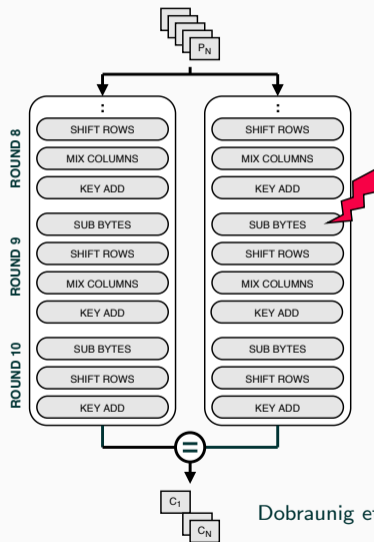 P_N
:
:
ROUND 8
SHIFT ROWS
MIX COLUMNS
KEY ADD
SHIFT ROWS
MIX COLUMNS
KEY ADD
ROUND 9
SUB BYTES
SHIFT ROWS
MIX COLUMNS
KEY ADD
SUB BYTES
SHIFT ROWS
MIX COLUMNS
KEY ADD
ROUND 10
SUB BYTES
SHIFT ROWS
KEY ADD
SUB BYTES
SHIFT ROWS
KEY ADD
=
C_1
C_N
Dobraunig et